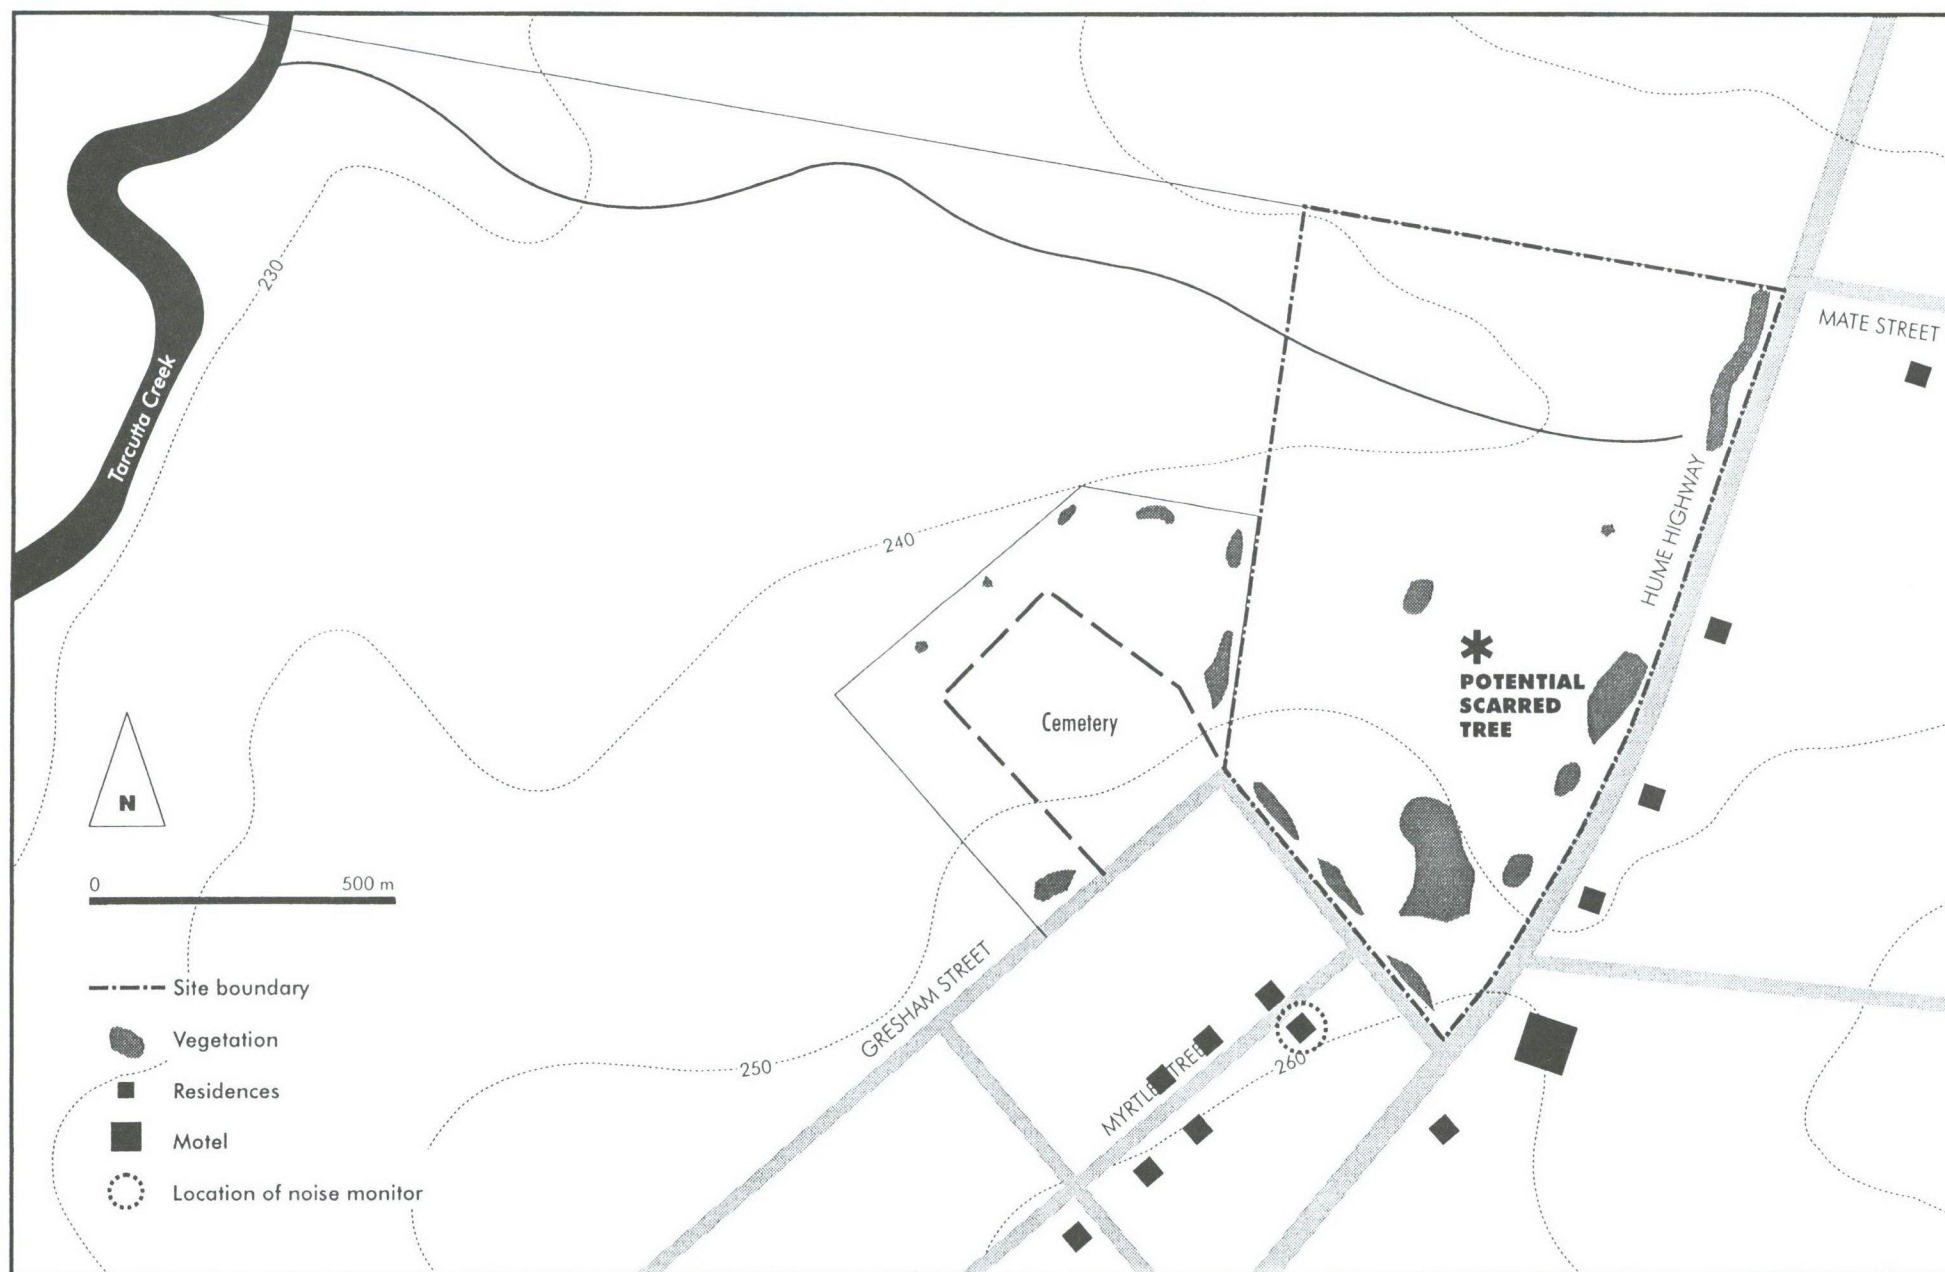 MATE STREET
230
Tarcutta Creek
HUME HIGHWAY
240
POTENTIAL
SCARRED
TREE
Cemetery
N
0 500 m
GRESHAM STREET
Site boundary
Vegetation
250
MYRTLE STREET
260
Residences
Motel
Location of noise monitor